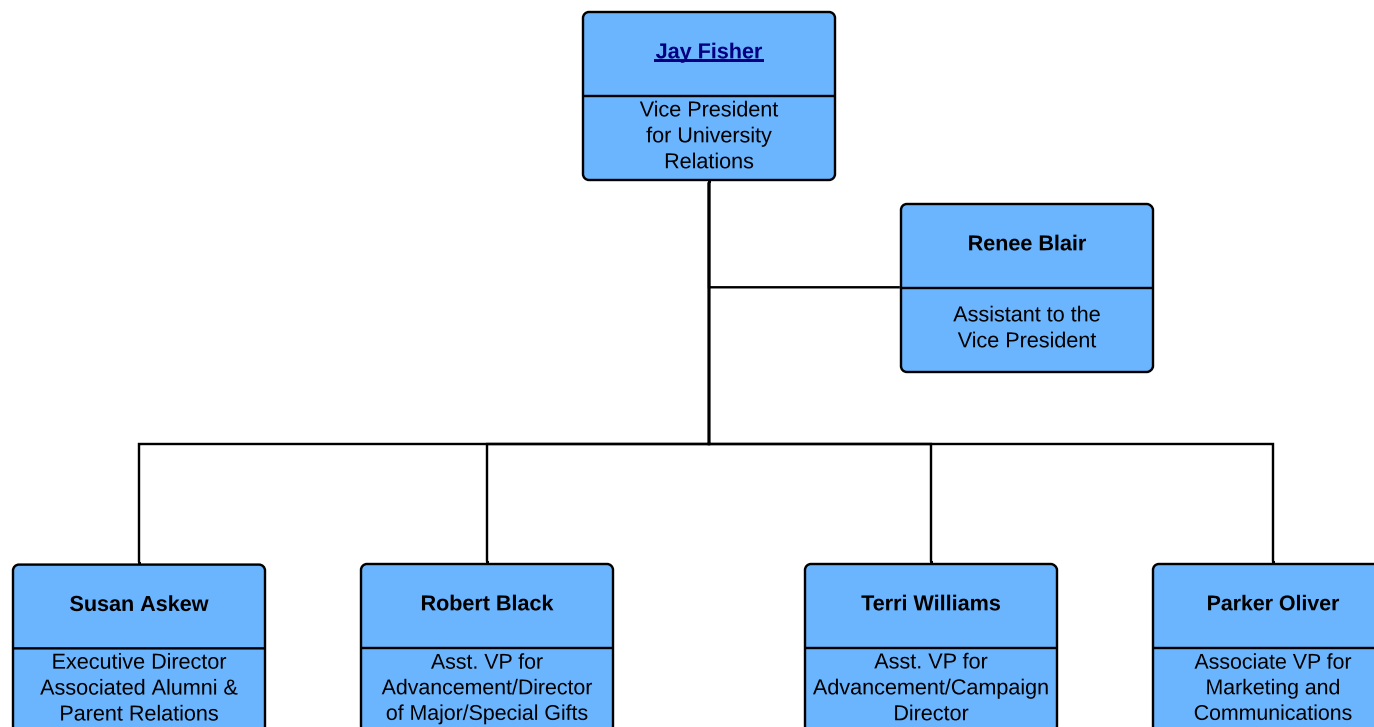 Jay Fisher
Vice President
for University
Relations
Renee Blair
Assistant to the
Vice President
Susan Askew
Executive Director
Associated Alumni &
Parent Relations
Robert Black
Asst. VP for
Advancement/Director
of Major/Special Gifts
Terri Williams
Asst. VP for
Advancement/Campaign
Director
Parker Oliver
Associate VP for
Marketing and
Communications